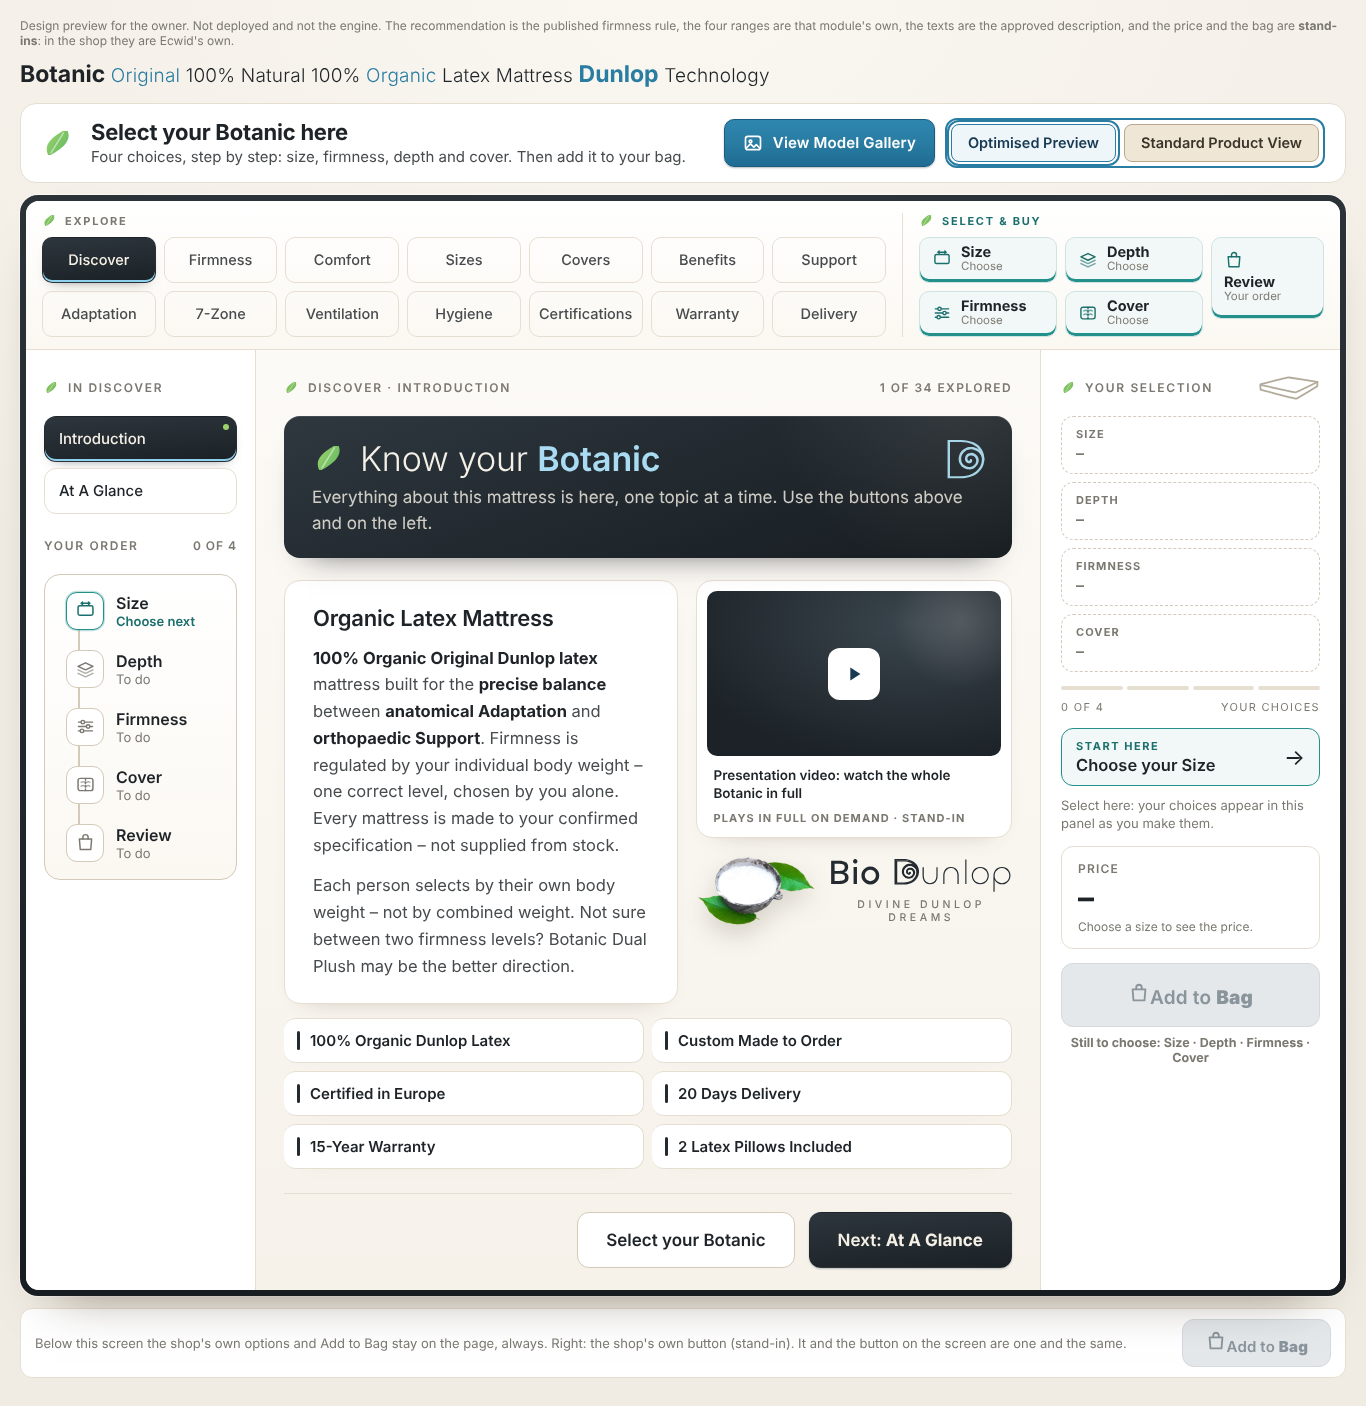 Design preview for the owner. Not deployed and not the engine. The recommendation is the published firmness rule, the four ranges are that module's own, the texts are the approved description, and the price and the bag are stand-
ins: in the shop they are Ecwid's own.
Botanic Original 100% Natural 100% Organic Latex Mattress Dunlop Technology
Select your Botanic here
Four choices, step by step: size, firmness, depth and cover. Then add it to your bag.
View Model Gallery
Optimised Preview
Standard Product View
EXPLORE
Discover
Firmness
Comfort
Sizes
Covers
Benefits
Support
Adaptation
7-Zone
Ventilation
Hygiene
Certifications
Warranty
Delivery
SELECT & BUY
Size
Choose
Depth
Choose
Firmness
Choose
Cover
Choose
Review
Your order
IN DISCOVER
Introduction
At A Glance
YOUR ORDER
0 OF 4
Size
Choose next
Depth
To do
Firmness
To do
Cover
To do
Review
To do
DISCOVER · INTRODUCTION
1 OF 34 EXPLORED
Know your Botanic
Everything about this mattress is here, one topic at a time. Use the buttons above
and on the left.
Organic Latex Mattress
100% Organic Original Dunlop latex
mattress built for the precise balance
between anatomical Adaptation and
orthopaedic Support. Firmness is
regulated by your individual body weight –
one correct level, chosen by you alone.
Every mattress is made to your confirmed
specification – not supplied from stock.
Each person selects by their own body
weight – not by combined weight. Not sure
between two firmness levels? Botanic Dual
Plush may be the better direction.
Presentation video: watch the whole
Botanic in full
PLAYS IN FULL ON DEMAND · STAND-IN
Bio Dunlop
DIVINE DUNLOP
DREAMS
100% Organic Dunlop Latex
Custom Made to Order
Certified in Europe
20 Days Delivery
15-Year Warranty
2 Latex Pillows Included
Select your Botanic
Next: At A Glance
YOUR SELECTION
SIZE
–
DEPTH
–
FIRMNESS
–
COVER
–
0 OF 4
YOUR CHOICES
START HERE
Choose your Size
Select here: your choices appear in this
panel as you make them.
PRICE
–
Choose a size to see the price.
Add to Bag
Still to choose: Size · Depth · Firmness ·
Cover
Below this screen the shop's own options and Add to Bag stay on the page, always. Right: the shop's own button (stand-in). It and the button on the screen are one and the same.
Add to Bag